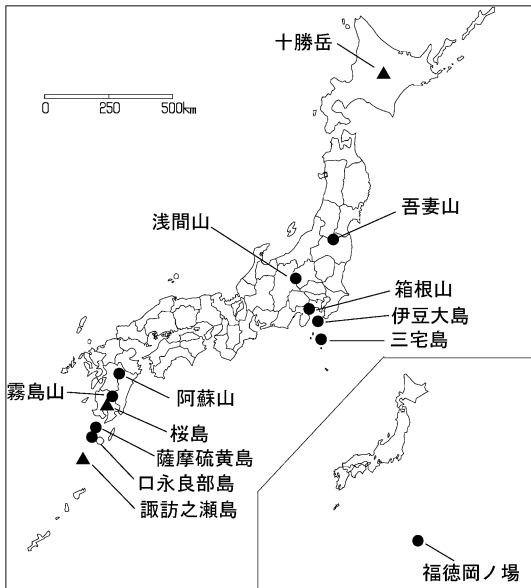 十勝岳
0 250 500km
吾妻山
浅間山
箱根山
伊豆大島
三宅島
霧島山
阿蘇山
桜島
薩摩硫黄島
口永良部島
諏訪之瀬島
福徳岡ノ場